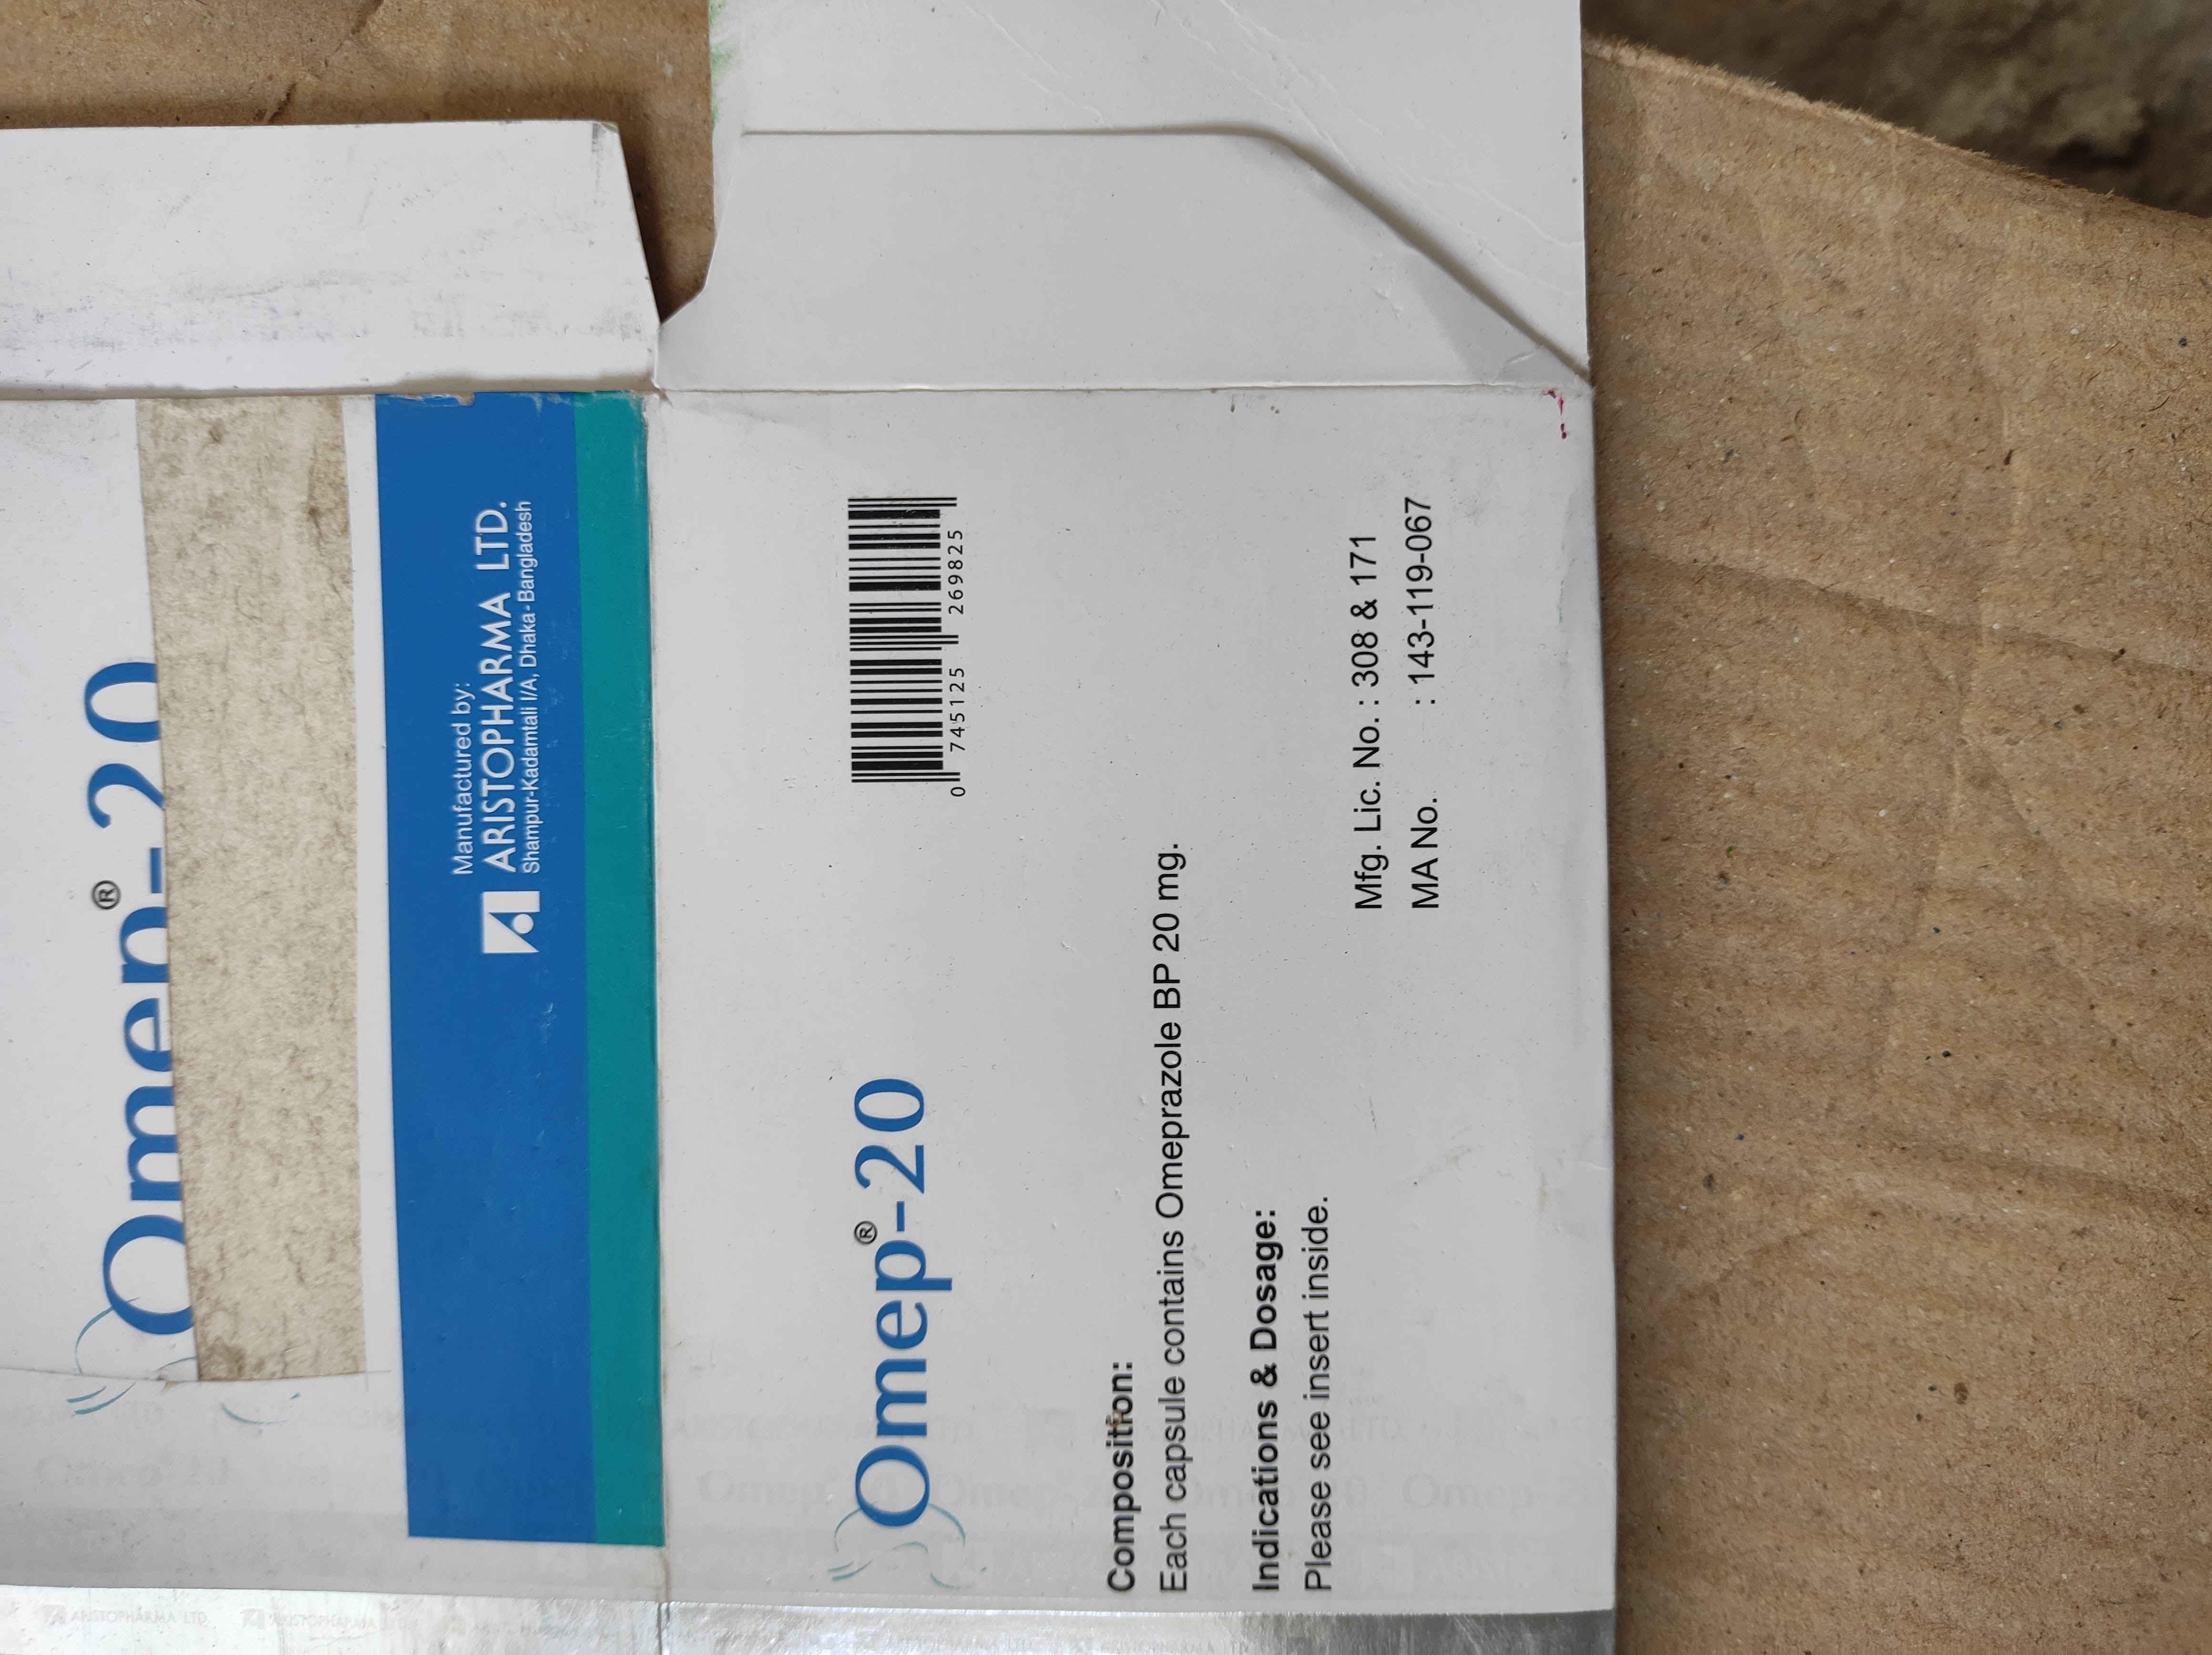 Omep®-20
Manufactured by:
ARISTOPHARMA LTD.
Shampur-Kadamtali I/A, Dhaka-Bangladesh
Omep®-20
0 745125 269825
Composition:
Each capsule contains Omeprazole BP 20 mg.
Indications & Dosage:
Please see insert inside.
Mfg. Lic. No. : 308 & 171
MA No. : 143-119-067